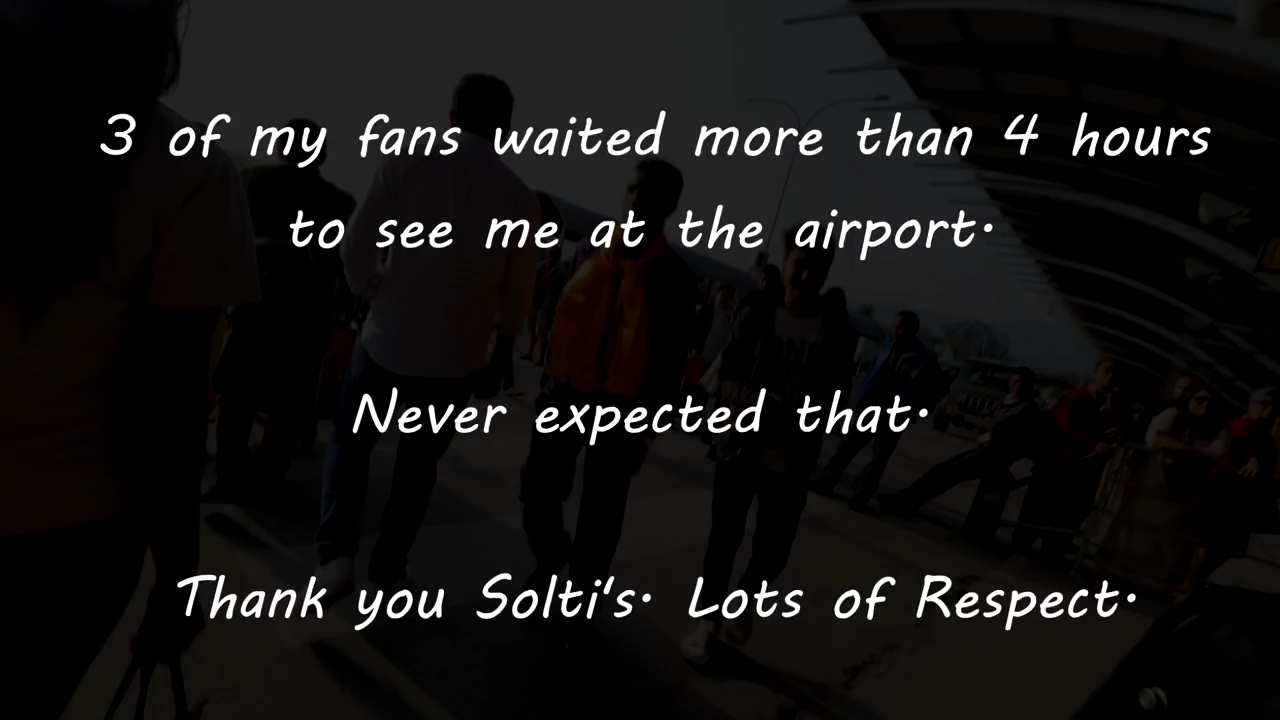 3 of my fans waited more than 4 hours
to see me at the airport.
Never expected that.
Thank you Solti's. Lots of Respect.